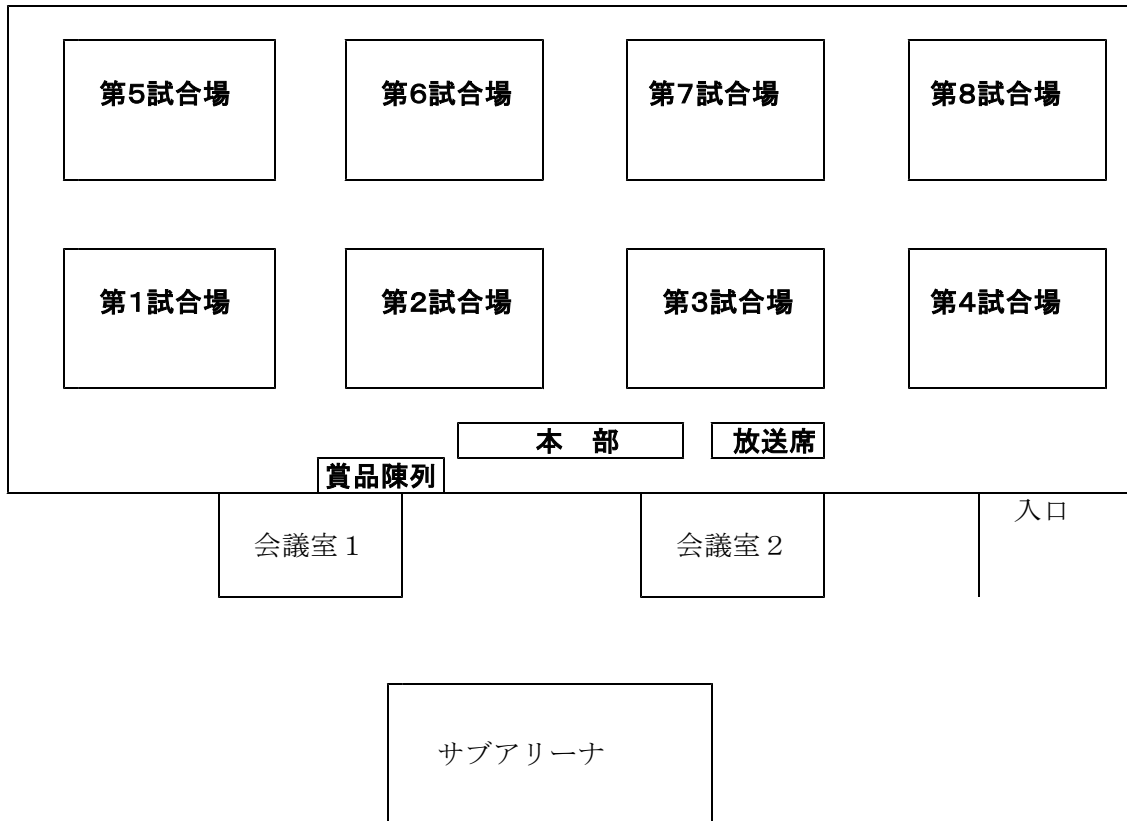 第5試合場
第6試合場
第7試合場
第8試合場
第1試合場
第2試合場
第3試合場
第4試合場
本　部
放送席
賞品陳列
入口
会議室１
会議室２
サブアリーナ